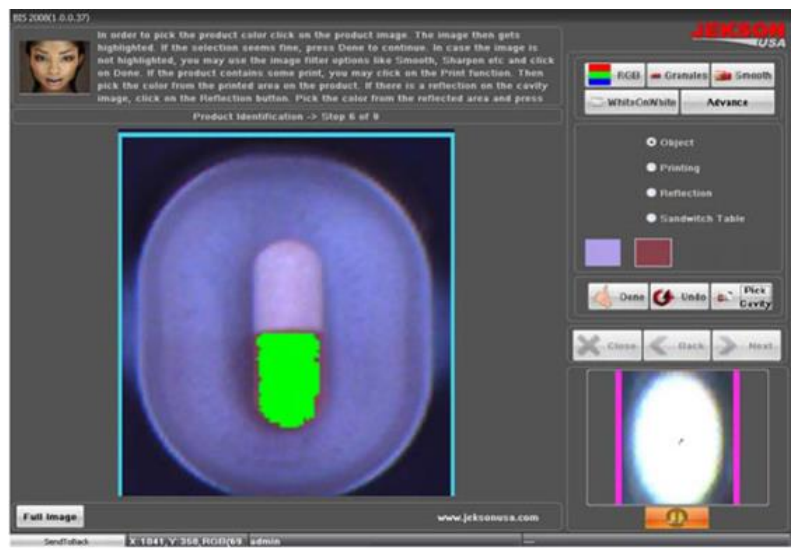 BIS 2008(1.0.0.37)
In order to pick the product color click on the product image. The image then gets
highlighted. If the selection seems fine, press Done to continue. In case the image is
not highlighted, you may use the image filter options like Smooth, Sharpen etc and click
on Done. If the product contains some print, you may click on the Print function. Then
pick the color from the printed area on the product. If there is a reflection on the cavity
image, click on the Reflection button. Pick the color from the reflected area and press
JEKSON
USA
Product Identification -> Step 6 of 9
RGB
Granules
Smooth
WhiteOnWhite
Advance
Object
Printing
Reflection
Sandwitch Table
Done
Undo
Pick
Cavity
Close
Back
Next
Full Image
www.jeksonusa.com
SendToBack
X:1041,Y:358,RGB(69
admin